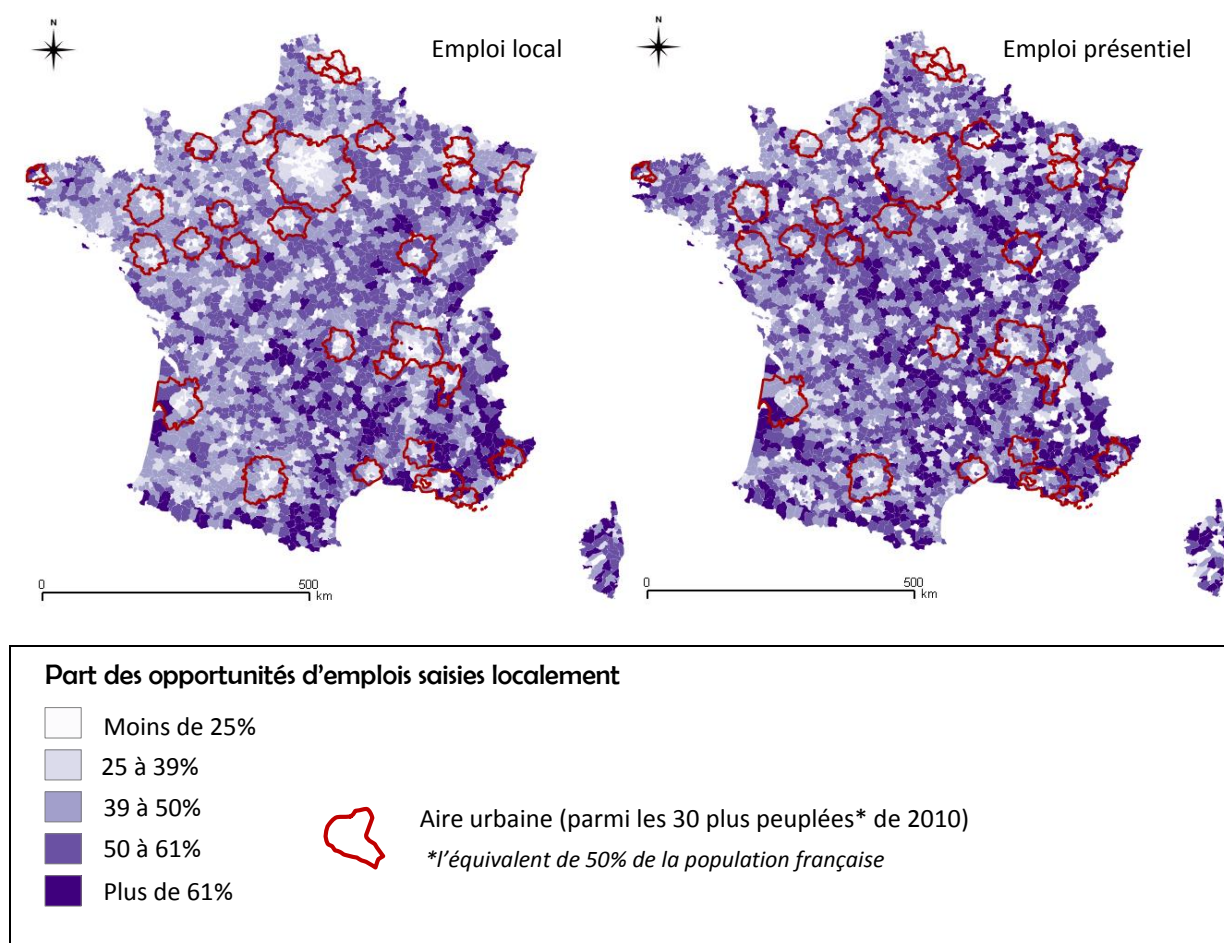 N
Emploi local
N
Emploi présentiel
0
500
km
0
500
km
Part des opportunités d'emplois saisies localement
Moins de 25%
25 à 39%
39 à 50%
50 à 61%
Plus de 61%
Aire urbaine (parmi les 30 plus peuplées* de 2010)
*l'équivalent de 50% de la population française